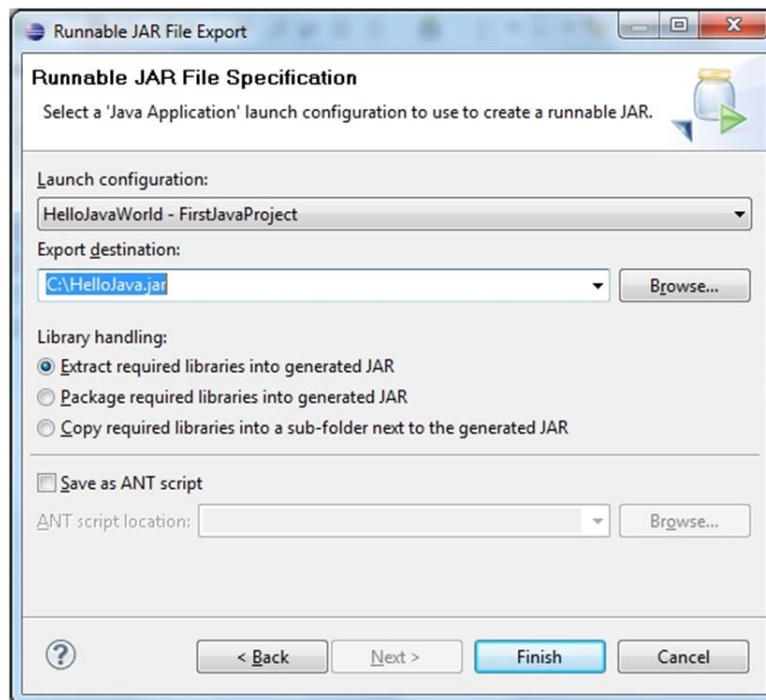 Runnable JAR File Export
Runnable JAR File Specification
Select a 'Java Application' launch configuration to use to create a runnable JAR.
Launch configuration:
HelloJavaWorld - FirstJavaProject
Export destination:
C:\HelloJava.jar
Browse...
Library handling:
Extract required libraries into generated JAR
Package required libraries into generated JAR
Copy required libraries into a sub-folder next to the generated JAR
Save as ANT script
ANT script location:
Browse...
?
< Back
Next >
Finish
Cancel